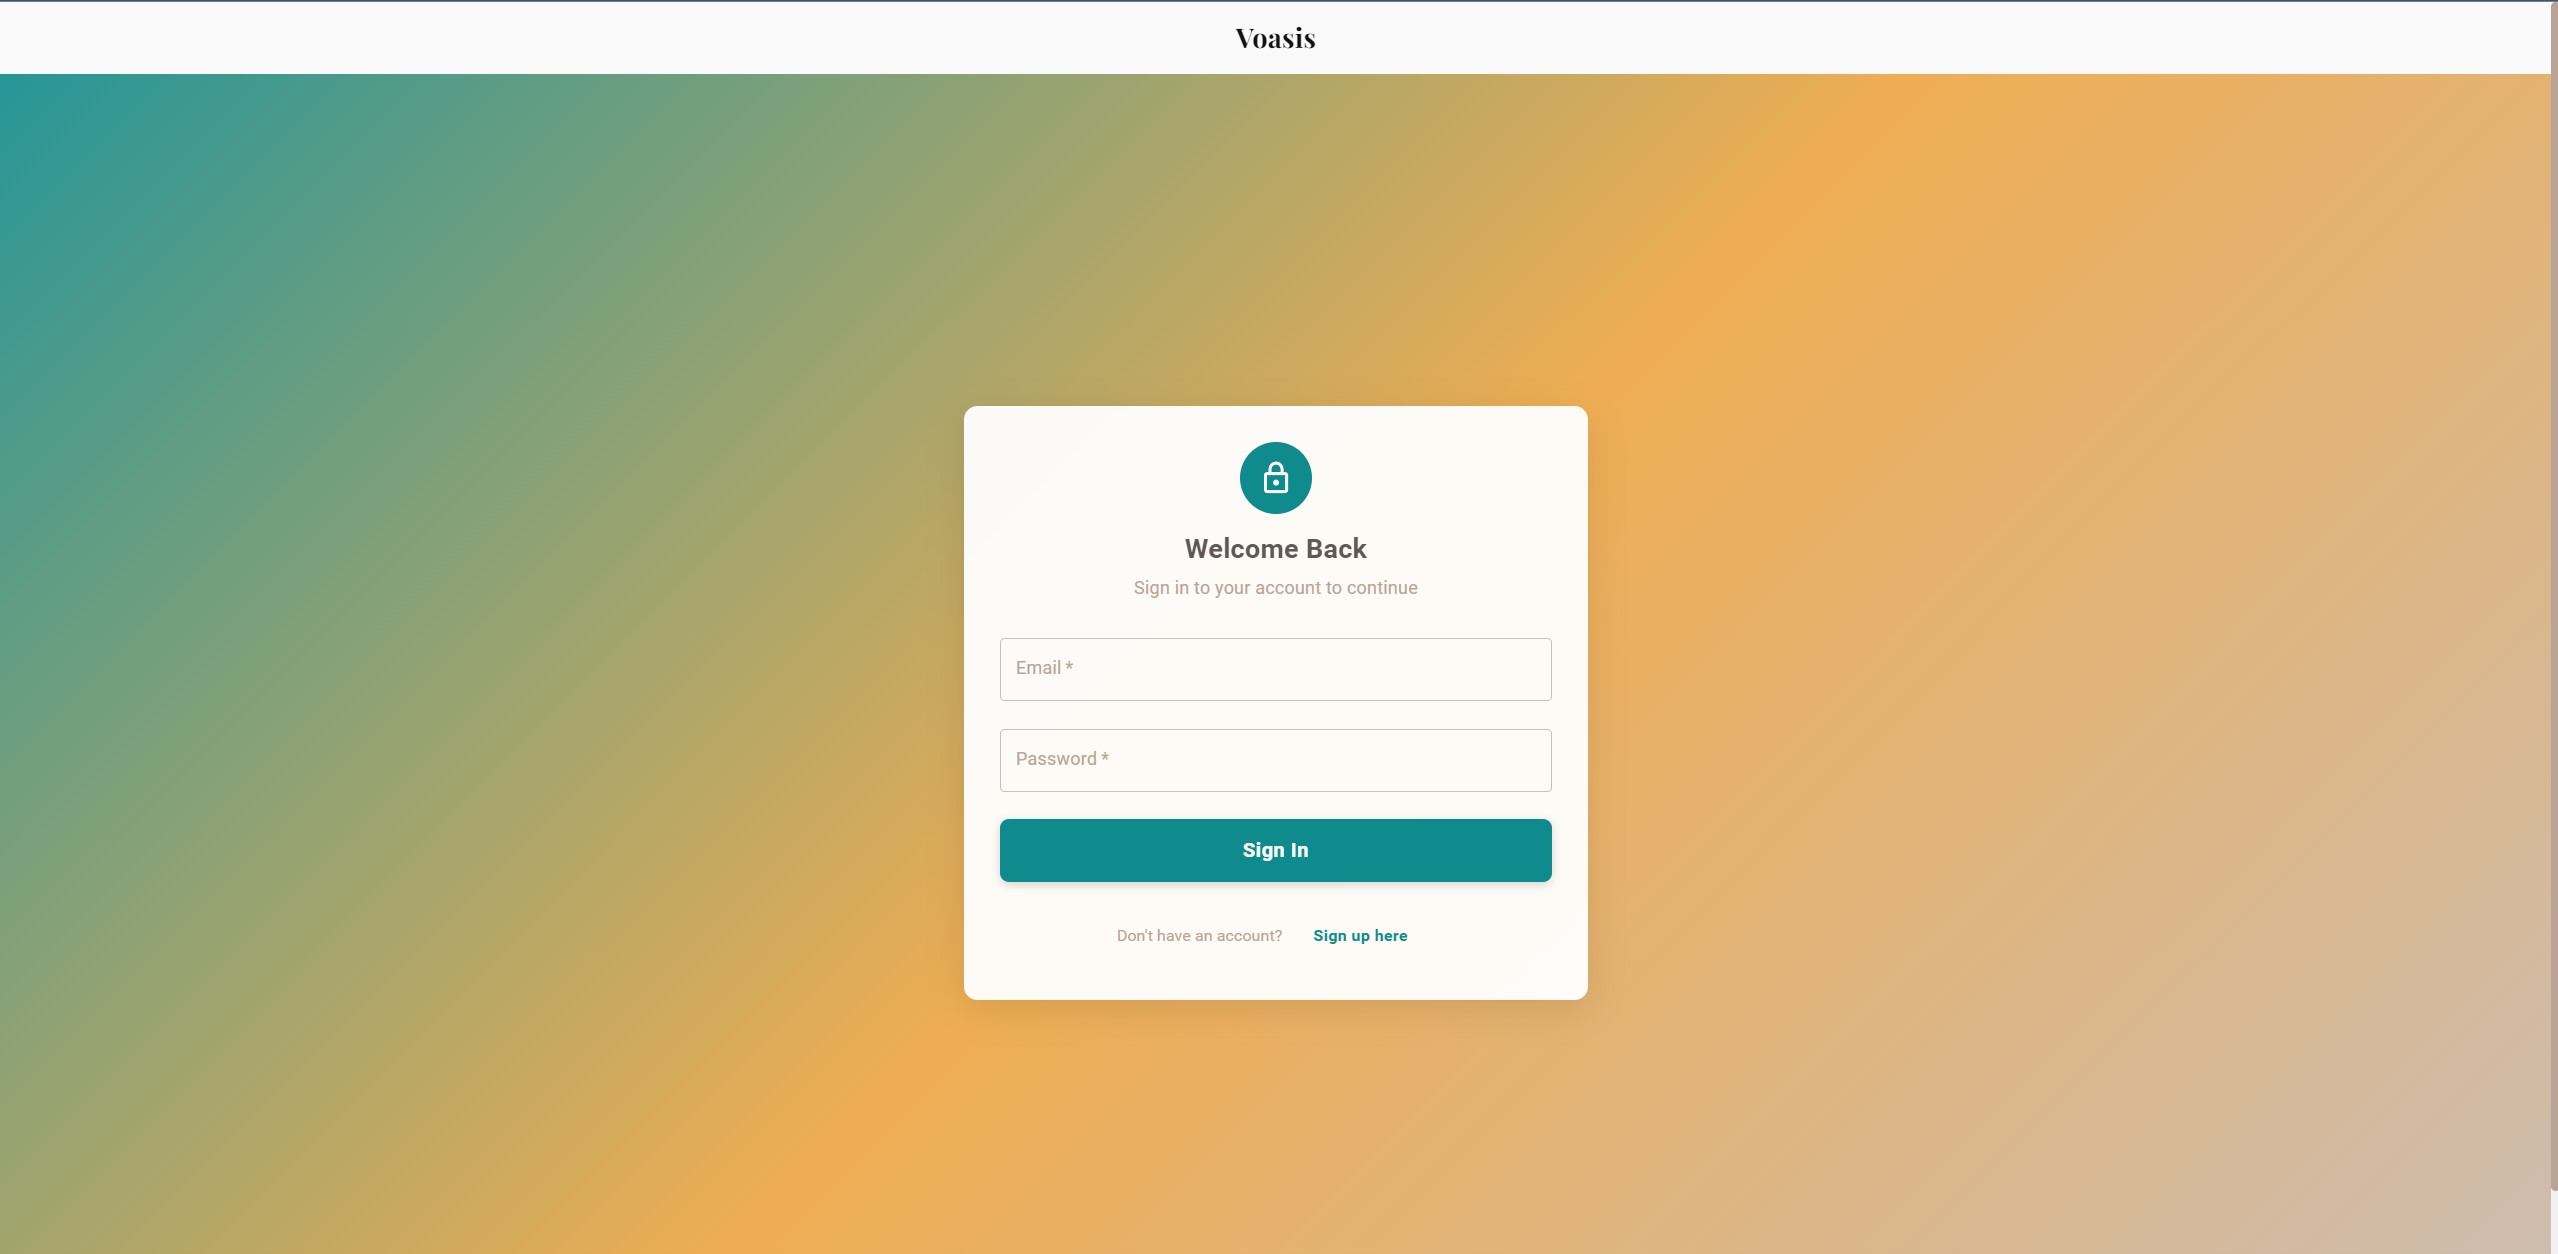 Voasis
Welcome Back
Sign in to your account to continue
Email *
Password *
Sign In
Don't have an account? Sign up here